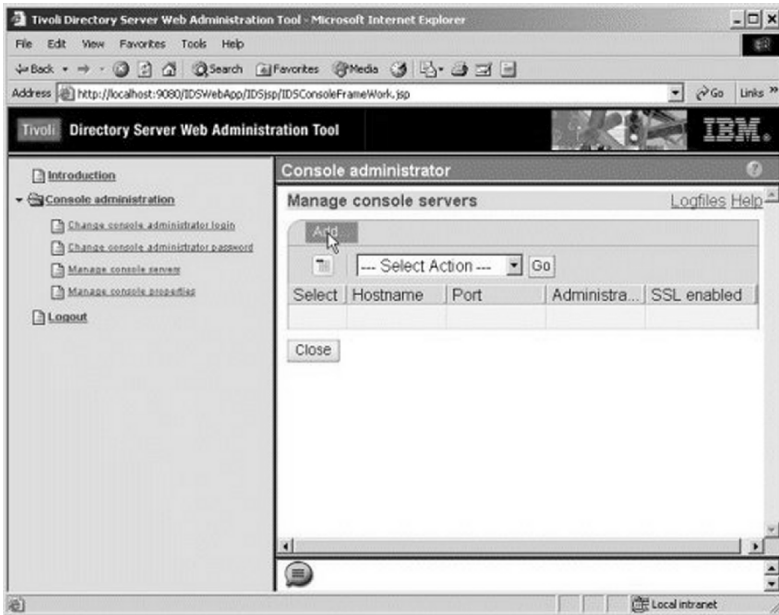 Tivoli Directory Server Web Administration Tool - Microsoft Internet Explorer
File Edit View Favorites Tools Help
Back Search Favorites Media
Address http://localhost:9080/IDSWebApp/IDSjsp/IDSConsoleFrameWork.jsp Go Links »
Tivoli Directory Server Web Administration Tool IBM.
Introduction
Console administration
Change console administrator login
Change console administrator password
Manage console servers
Manage console properties
Logout
Console administrator ?
Manage console servers Logfiles Help
Add...
--- Select Action --- Go
Select Hostname Port Administra... SSL enabled
Close
Local intranet